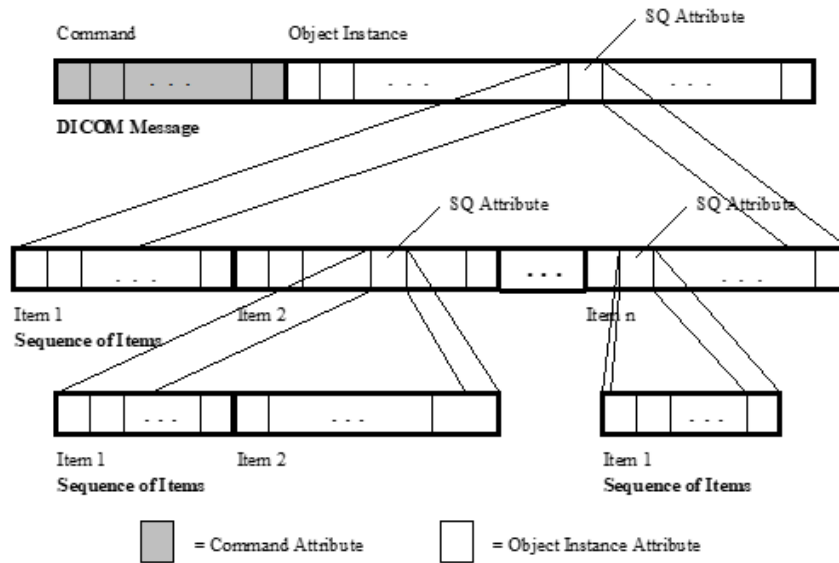 SQ Attribute
Command
Object Instance
. . .
. . .
. . .
DICOM Message
SQ Attribute
SQ Attribute
. . .
. . .
. . .
. . .
Item 1
Item 2
Item n
Sequence of Items
. . .
. . .
. . .
Item 1
Item 2
Item 1
Sequence of Items
Sequence of Items
= Command Attribute
= Object Instance Attribute